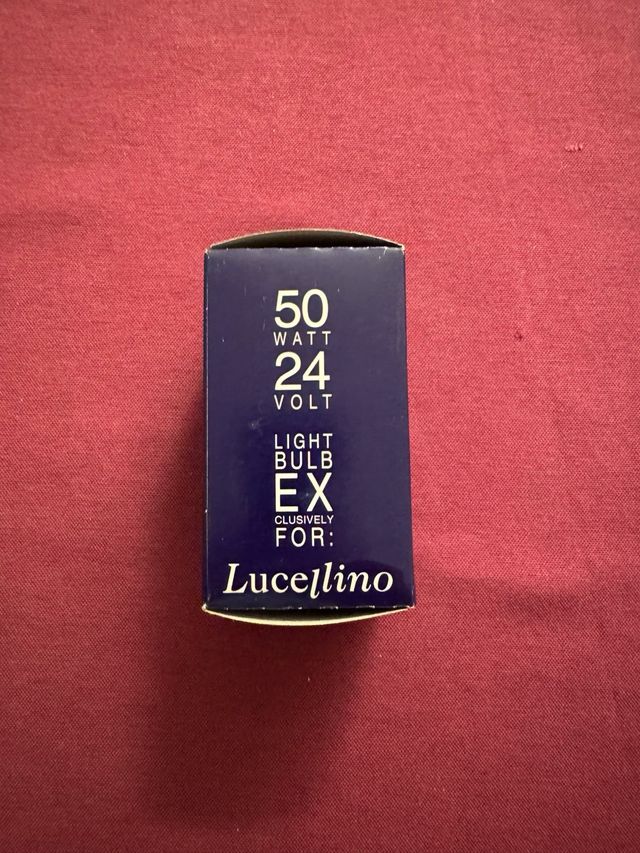 50
WATT
24
VOLT
LIGHT
BULB
EX
CLUSIVELY
FOR:
Lucellino